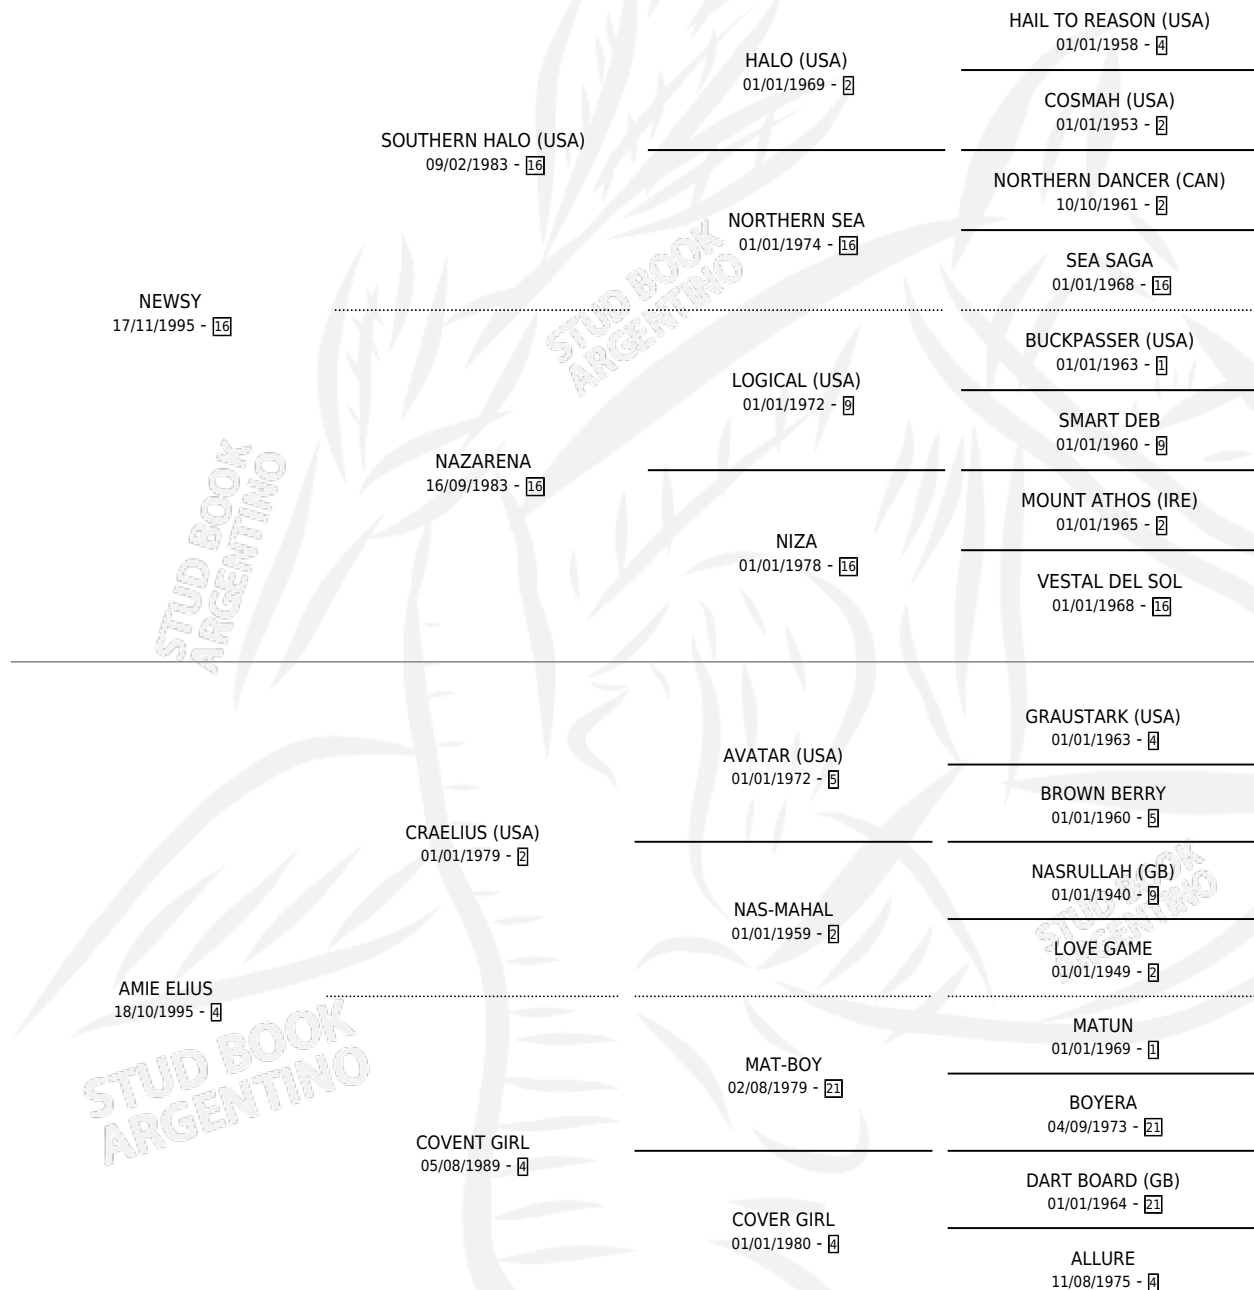 HAIL TO REASON (USA)
01/01/1958 - 4
HALO (USA)
01/01/1969 - 2
COSMAH (USA)
01/01/1953 - 2
SOUTHERN HALO (USA)
09/02/1983 - 16
NORTHERN DANCER (CAN)
10/10/1961 - 2
NORTHERN SEA
01/01/1974 - 16
SEA SAGA
01/01/1968 - 16
NEWSY
17/11/1995 - 16
BUCKPASSER (USA)
01/01/1963 - 1
LOGICAL (USA)
01/01/1972 - 9
SMART DEB
01/01/1960 - 9
NAZARENA
16/09/1983 - 16
MOUNT ATHOS (IRE)
01/01/1965 - 2
NIZA
01/01/1978 - 16
VESTAL DEL SOL
01/01/1968 - 16
GRAUSTARK (USA)
01/01/1963 - 4
AVATAR (USA)
01/01/1972 - 5
BROWN BERRY
01/01/1960 - 5
CRAELIUS (USA)
01/01/1979 - 2
NASRULLAH (GB)
01/01/1940 - 9
NAS-MAHAL
01/01/1959 - 2
LOVE GAME
01/01/1949 - 2
AMIE ELIUS
18/10/1995 - 4
MATUN
01/01/1969 - 1
MAT-BOY
02/08/1979 - 21
BOYERA
04/09/1973 - 21
COVENT GIRL
05/08/1989 - 4
DART BOARD (GB)
01/01/1964 - 21
COVER GIRL
01/01/1980 - 4
ALLURE
11/08/1975 - 4
STUD BOOK
ARGENTINO
STUD BOOK
ARGENTINO
STUD BOOK
ARGENTINO
STUD BOOK
ARGENTINO